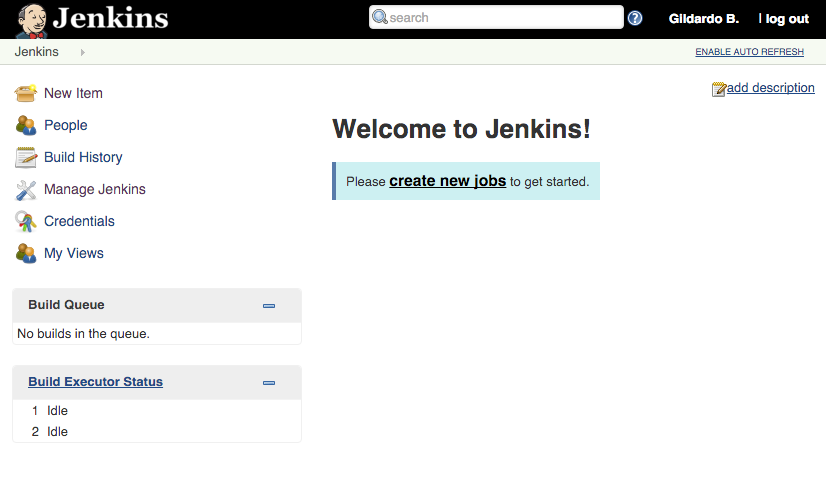 Jenkins
search
Gildardo B.
| log out
Jenkins
ENABLE AUTO REFRESH
New Item
People
Build History
Manage Jenkins
Credentials
My Views
Build Queue
No builds in the queue.
Build Executor Status
1 Idle
2 Idle
add description
Welcome to Jenkins!
Please create new jobs to get started.